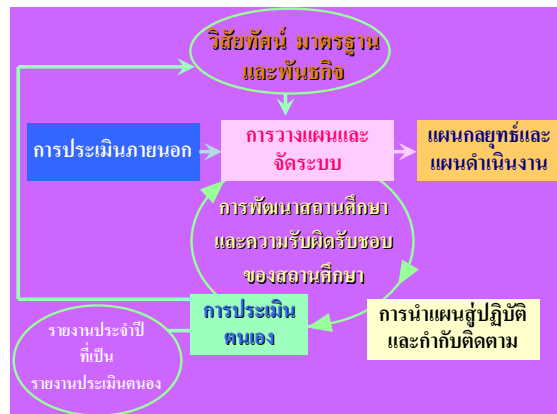 วิสัยทัศน์ มาตรฐาน
และพันธกิจ
การประเมินภายนอก
การวางแผนและ
จัดระบบ
แผนกลยุทธ์และ
แผนดำเนินงาน
การพัฒนาสถานศึกษา
และความรับผิดรับชอบ
ของสถานศึกษา
การประเมิน
ตนเอง
การนำแผนสู่ปฏิบัติ
และกำกับติดตาม
รายงานประจำปี
ที่เป็น
รายงานประเมินตนอง